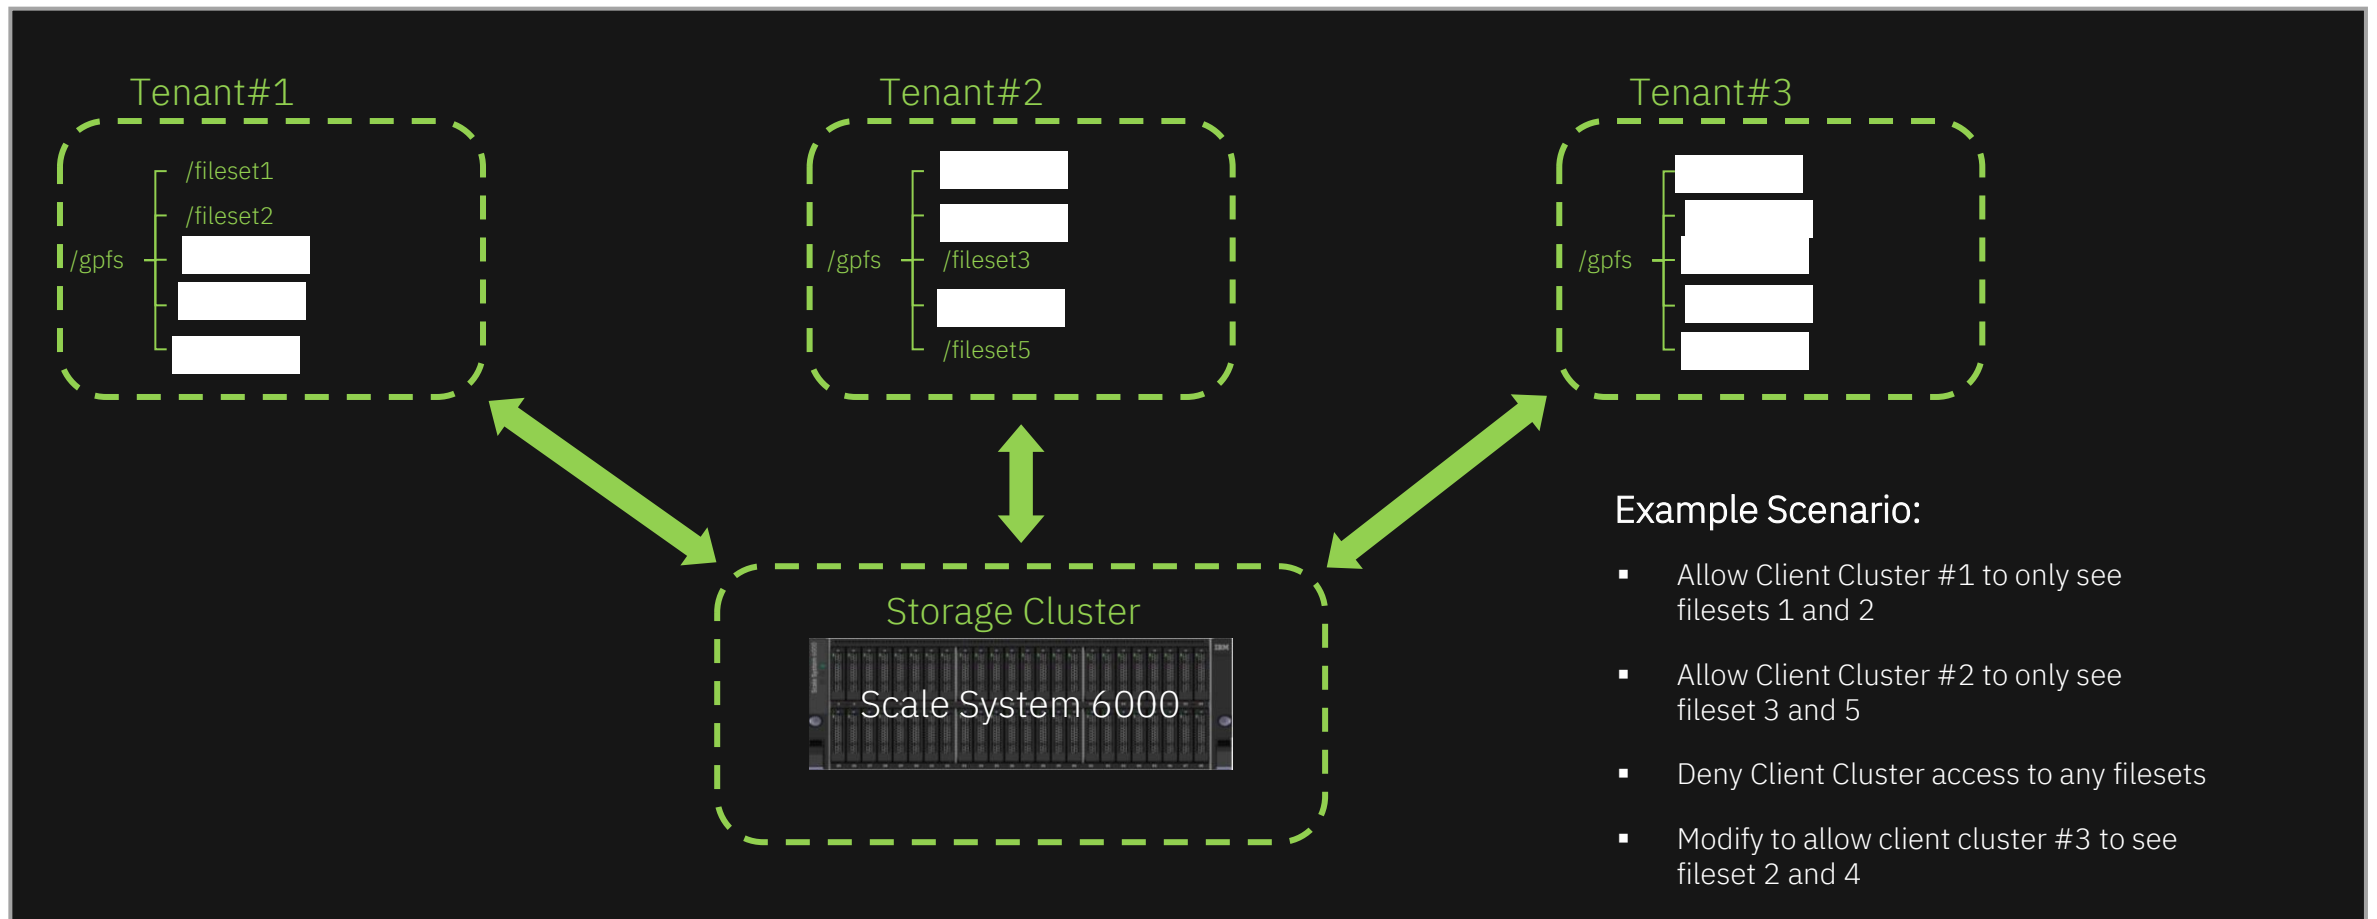 Tenant#1
/fileset1
/fileset2
/gpfs
Tenant#2
/gpfs
/fileset3
/fileset5
Tenant#3
/gpfs
Storage Cluster
IBM
Scale System 6000
Example Scenario:
▪ Allow Client Cluster #1 to only see
filesets 1 and 2
▪ Allow Client Cluster #2 to only see
fileset 3 and 5
▪ Deny Client Cluster access to any filesets
▪ Modify to allow client cluster #3 to see
fileset 2 and 4